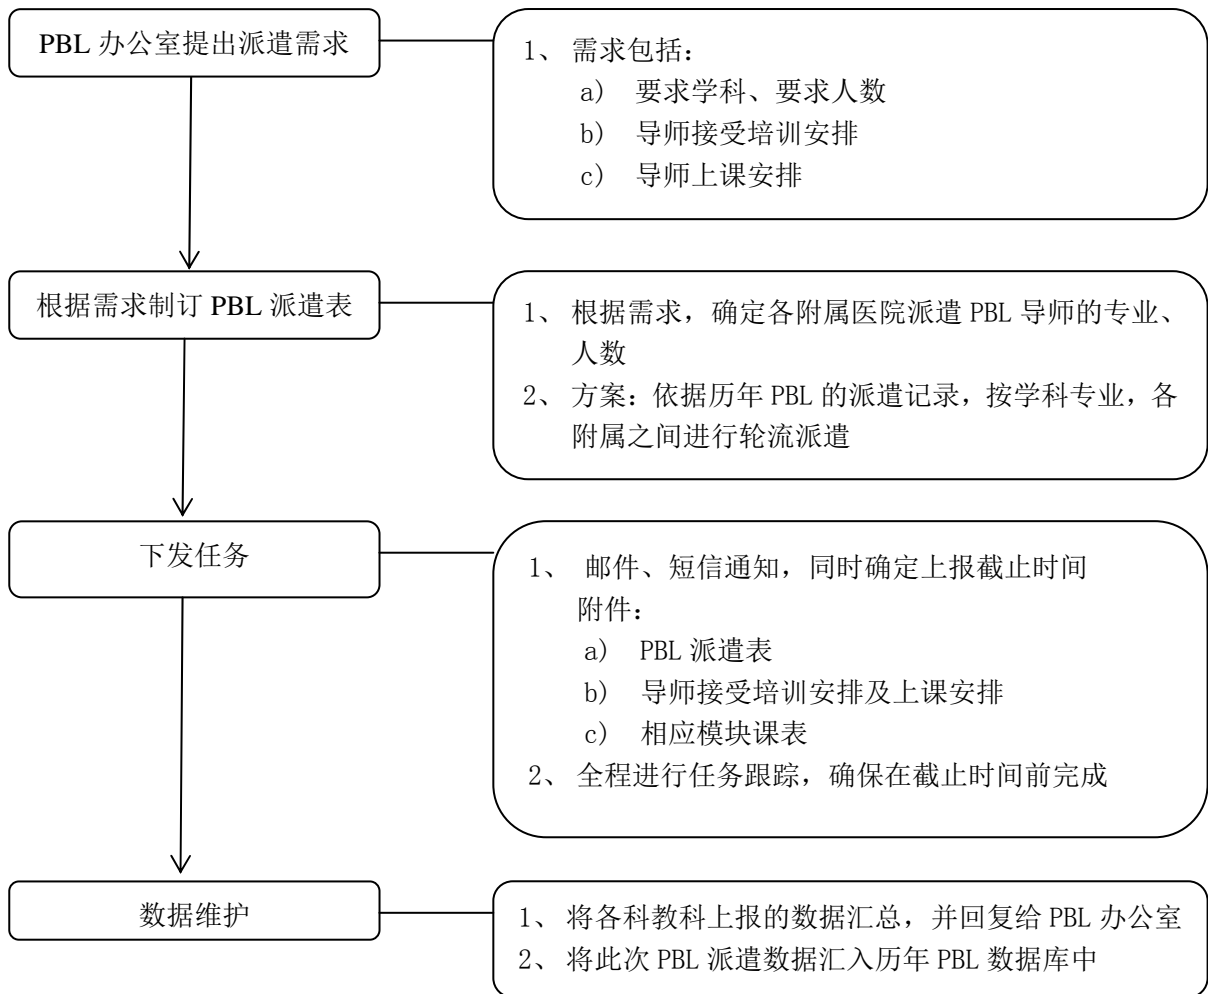 PBL 办公室提出派遣需求
1、 需求包括：
a) 要求学科、要求人数
b) 导师接受培训安排
c) 导师上课安排
根据需求制订 PBL 派遣表
1、 根据需求，确定各附属医院派遣 PBL 导师的专业、
人数
2、 方案：依据历年 PBL 的派遣记录，按学科专业，各
附属之间进行轮流派遣
下发任务
1、 邮件、短信通知，同时确定上报截止时间
附件：
a) PBL 派遣表
b) 导师接受培训安排及上课安排
c) 相应模块课表
2、 全程进行任务跟踪，确保在截止时间前完成
数据维护
1、 将各科教科上报的数据汇总，并回复给 PBL 办公室
2、 将此次 PBL 派遣数据汇入历年 PBL 数据库中